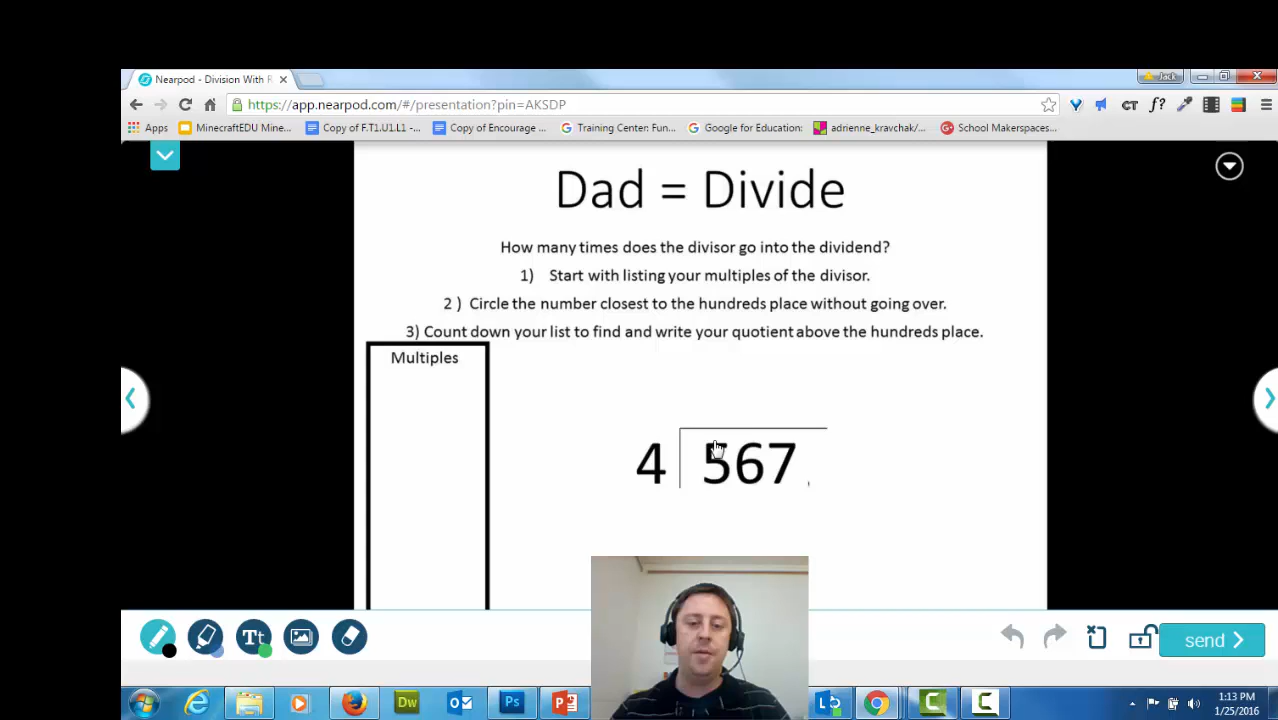 Nearpod - Division With R
Jack
https://app.nearpod.com/#/presentation?pin=AKSDP
Apps
MinecraftEDU Mine...
Copy of F.T1.U1.L1 -...
Copy of Encourage ...
Training Center: Fun...
Google for Education:
adrienne_kravchak/...
School Makerspaces...
Dad = Divide
How many times does the divisor go into the dividend?
1) Start with listing your multiples of the divisor.
2 ) Circle the number closest to the hundreds place without going over.
3) Count down your list to find and write your quotient above the hundreds place.
Multiples
4 567
Tt
send
Dw
Ps
1:13 PM
1/25/2016